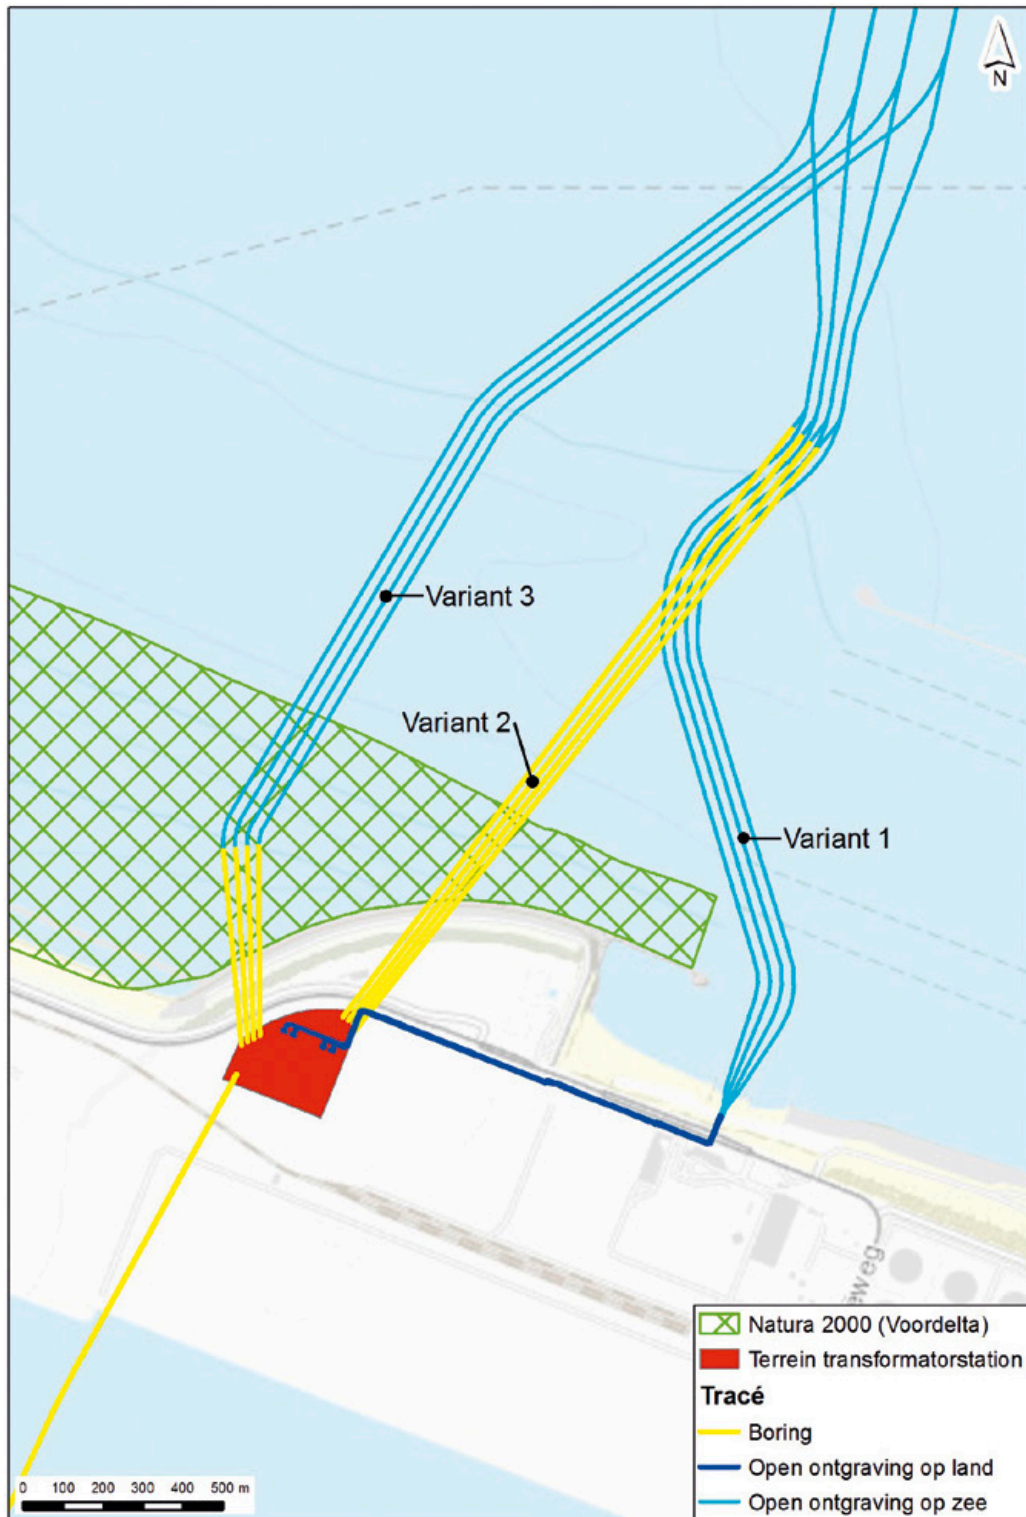 N
Variant 3
Variant 2
Variant 1
eweg
Natura 2000 (Voordelta)
Terrein transformatorstation
Tracé
Boring
Open ontgraving op land
Open ontgraving op zee
0 100 200 300 400 500 m